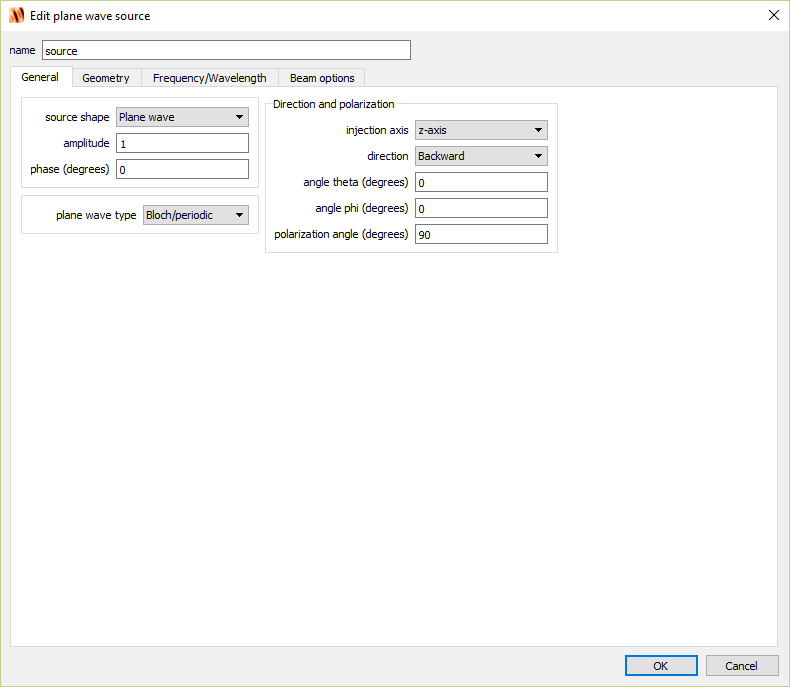 Edit plane wave source
name source
General Geometry Frequency/Wavelength Beam options
source shape Plane wave
amplitude 1
phase (degrees) 0
plane wave type Bloch/periodic
Direction and polarization
injection axis z-axis
direction Backward
angle theta (degrees) 0
angle phi (degrees) 0
polarization angle (degrees) 90
OK Cancel